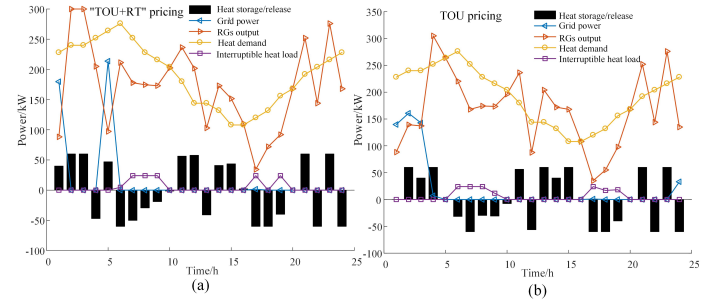 "TOU+RT" pricing
Heat storage/release
Grid power
RGs output
Heat demand
Interruptible heat load
Power/kW
300
250
200
150
100
50
0
-50
-100
0
5
10
15
20
25
Time/h
(a)
TOU pricing
Heat storage/release
Grid power
RGs output
Heat demand
Interruptible heat load
Power/kW
350
300
250
200
150
100
50
0
-50
-100
0
5
10
15
20
25
Time/h
(b)